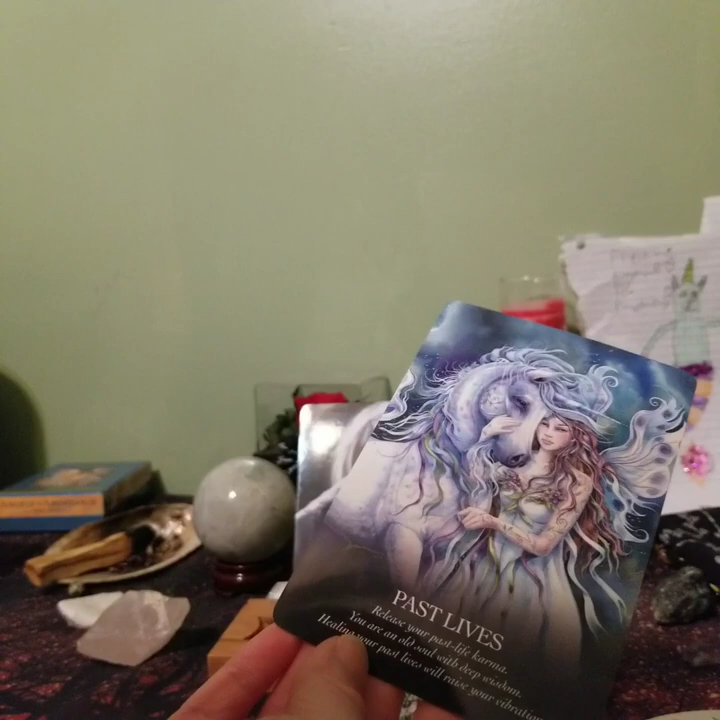 PAST LIVES
Release your past-life karma.
You are an old soul with deep wisdom.
Healing your past lives will raise your vibration